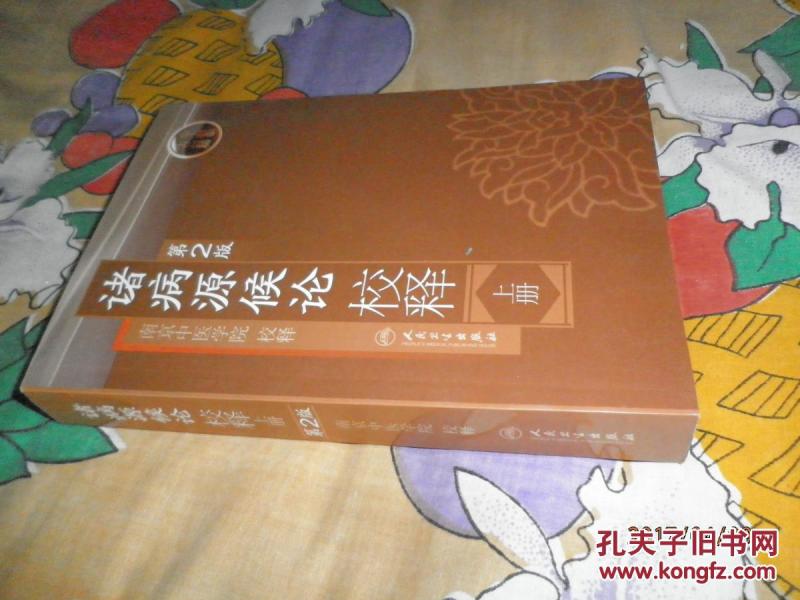 第2版
诸病源候论 校释
上册
南京中医学院 校释
人民卫生出版社
诸病源候论校释上册 第2版 南京中医学院 校释 人民卫生出版社
孔夫子旧书网
www.kongfz.com